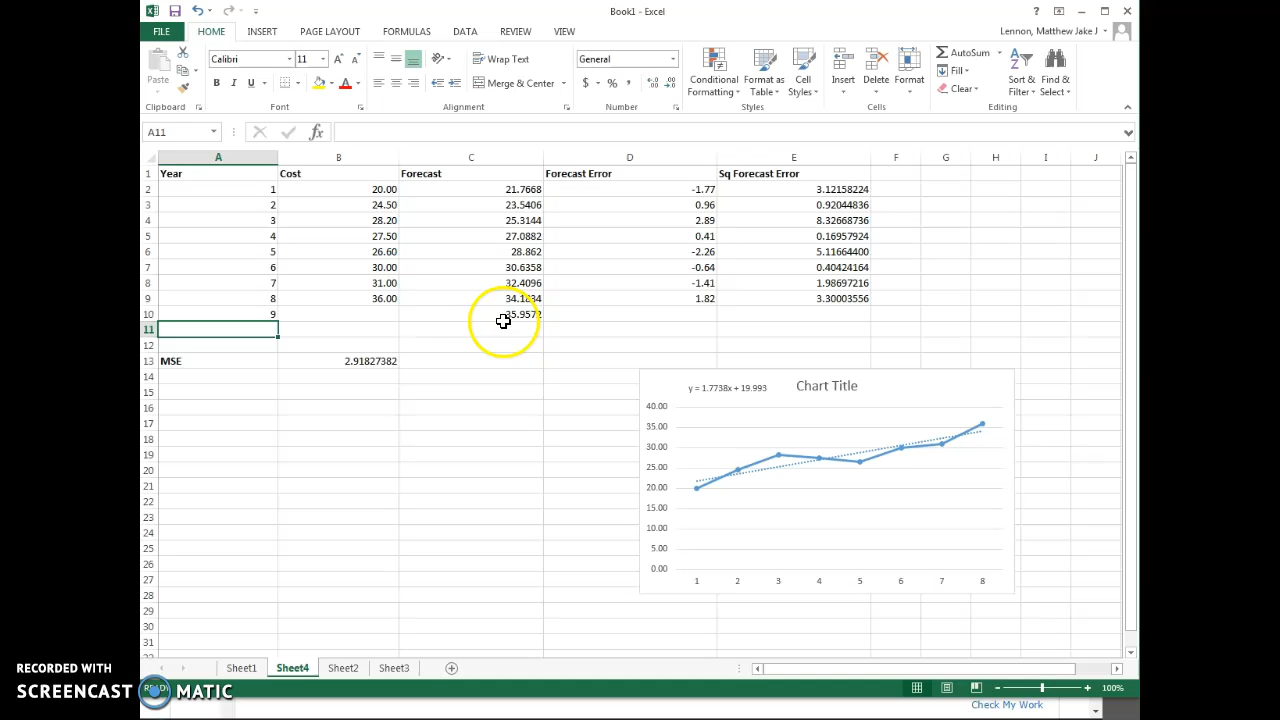 Book1 - Excel
?
FILE HOME INSERT PAGE LAYOUT FORMULAS DATA REVIEW VIEW
Lennon, Matthew Jake J
Calibri 11
Wrap Text
General
AutoSum
Paste
B I U
Merge & Center
$ % ,
Conditional Formatting
Format as Table
Cell Styles
Insert
Delete
Format
Fill
Clear
Sort & Filter
Find & Select
Clipboard Font Alignment Number Styles Cells Editing
A11
fx
A B C D E F G H I J
1 Year Cost Forecast Forecast Error Sq Forecast Error
2 1 20.00 21.7668 -1.77 3.12158224
3 2 24.50 23.5406 0.96 0.92044836
4 3 28.20 25.3144 2.89 8.32668736
5 4 27.50 27.0882 0.41 0.16957924
6 5 26.60 28.862 -2.26 5.11664400
7 6 30.00 30.6358 -0.64 0.40424164
8 7 31.00 32.4096 -1.41 1.98697216
9 8 36.00 34.1834 1.82 3.30003556
10 9 35.9572
11
12
13 MSE 2.91827382
14
15
16
17
18
19
20
21
22
23
24
25
26
27
28
29
30
31
y = 1.7738x + 19.993
Chart Title
40.00
35.00
30.00
25.00
20.00
15.00
10.00
5.00
0.00
1 2 3 4 5 6 7 8
Sheet1 Sheet4 Sheet2 Sheet3
100%
RECORDED WITH
SCREENCAST MATIC
Check My Work